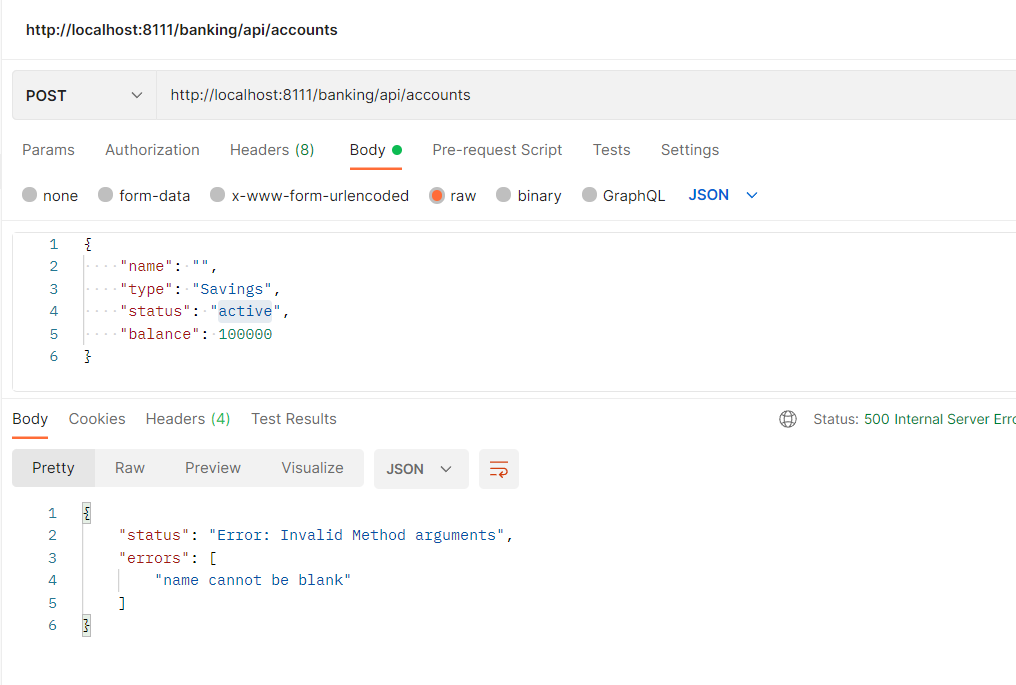 http://localhost:8111/banking/api/accounts
POST http://localhost:8111/banking/api/accounts
Params Authorization Headers (8) Body Pre-request Script Tests Settings
none form-data x-www-form-urlencoded raw binary GraphQL JSON
1 {
2 "name": "",
3 "type": "Savings",
4 "status": "active",
5 "balance": 100000
6 }
Body Cookies Headers (4) Test Results Status: 500 Internal Server Erro
Pretty Raw Preview Visualize JSON
1 {
2 "status": "Error: Invalid Method arguments",
3 "errors": [
4 "name cannot be blank"
5 ]
6 }